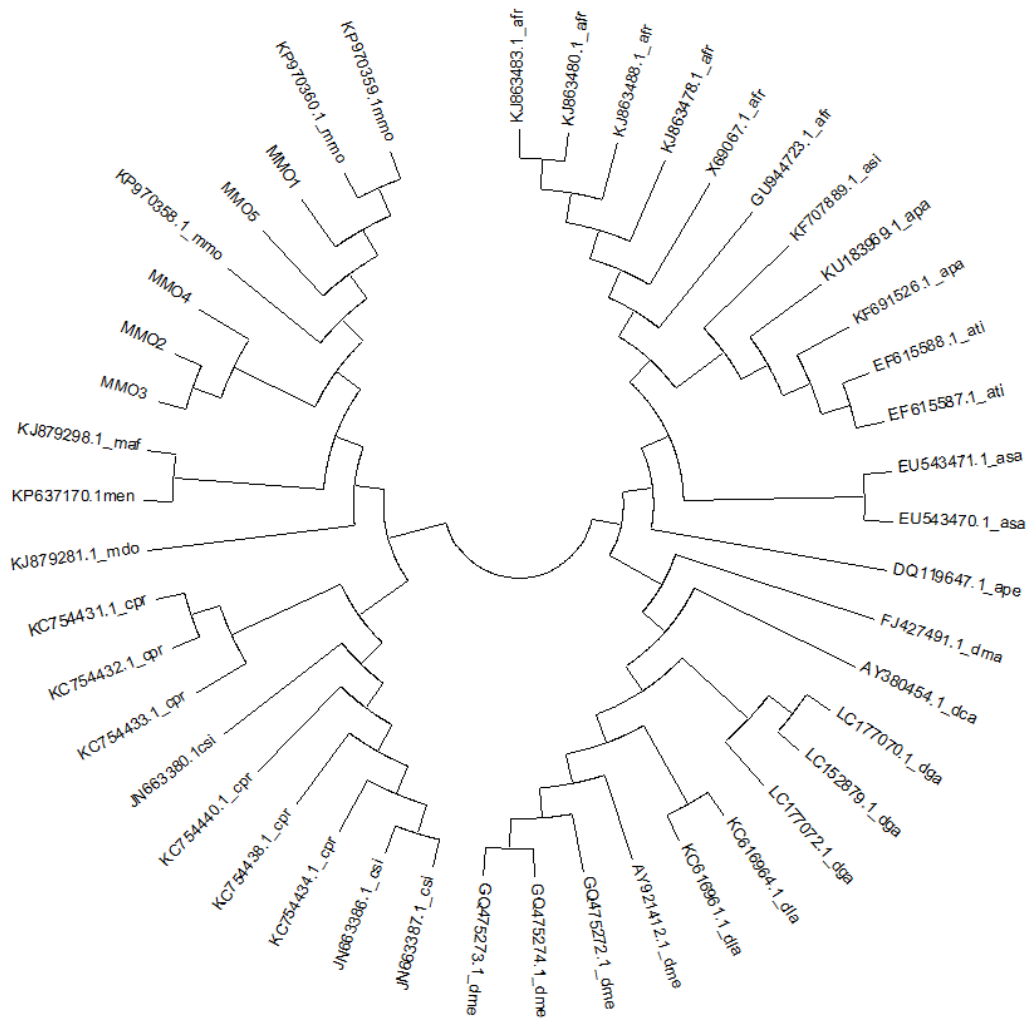 KJ863483.1_afr
KJ863480.1_afr
KJ863488.1_afr
KJ863478.1_afr
X69067.1_afr
GU944723.1_afr
KF707889.1_asi
KU183969.1_apa
KF691526.1_apa
EF615588.1_ati
EF615587.1_ati
EU543471.1_asa
EU543470.1_asa
DQ119647.1_ape
FJ427491.1_dma
AY380454.1_dca
LC177070.1_dga
LC152879.1_dga
LC177072.1_dga
KC616964.1_dla
KC616961.1_dla
AY921412.1_dme
GQ475272.1_dme
GQ475274.1_dme
GQ475273.1_dme
JN663387.1_csi
JN663386.1_csi
KC754434.1_cpr
KC754438.1_cpr
KC754440.1_cpr
JN663380.1csi
KC754433.1_cpr
KC754432.1_cpr
KC754431.1_cpr
KJ879281.1_mdo
KP637170.1men
KJ879298.1_maf
MMO3
MMO2
MMO4
KP970358.1_mmo
MMO5
MMO1
KP970360.1_mmo
KP970359.1mmo